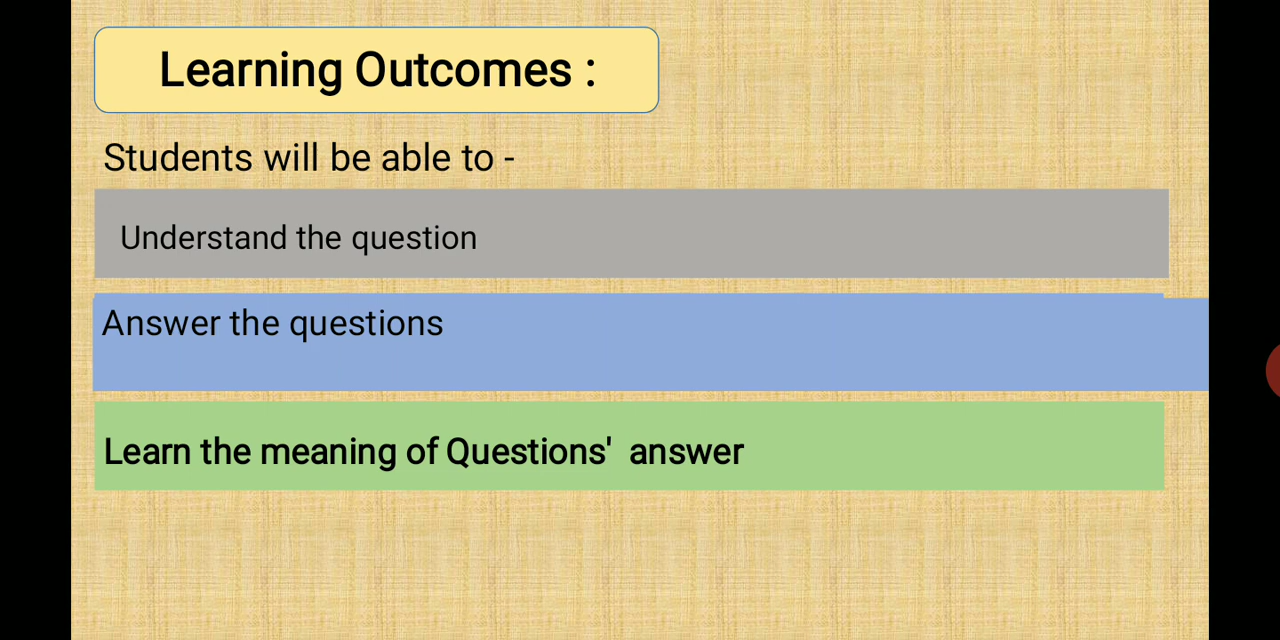 Learning Outcomes :
Students will be able to -
Understand the question
Answer the questions
Learn the meaning of Questions'  answer